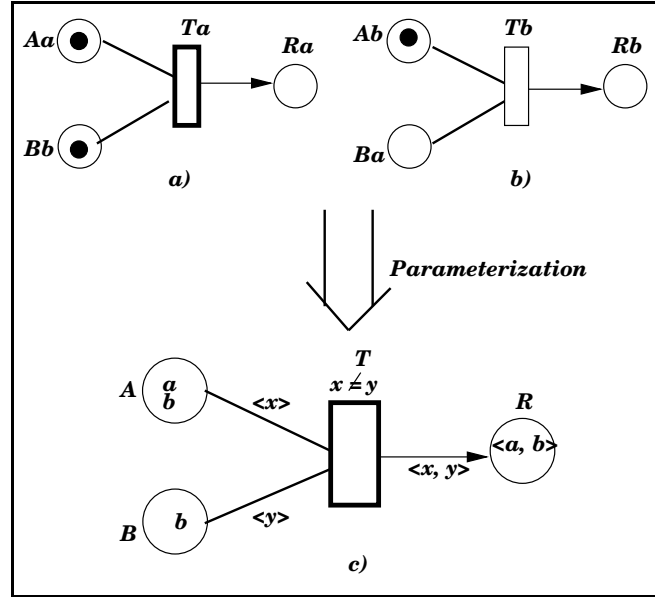 Aa
Ta
Ra
Bb
a)
Ab
Tb
Rb
Ba
b)
Parameterization
T
x ≠ y
A
a
b
<x>
R
<a, b>
<x, y>
B
b
<y>
c)